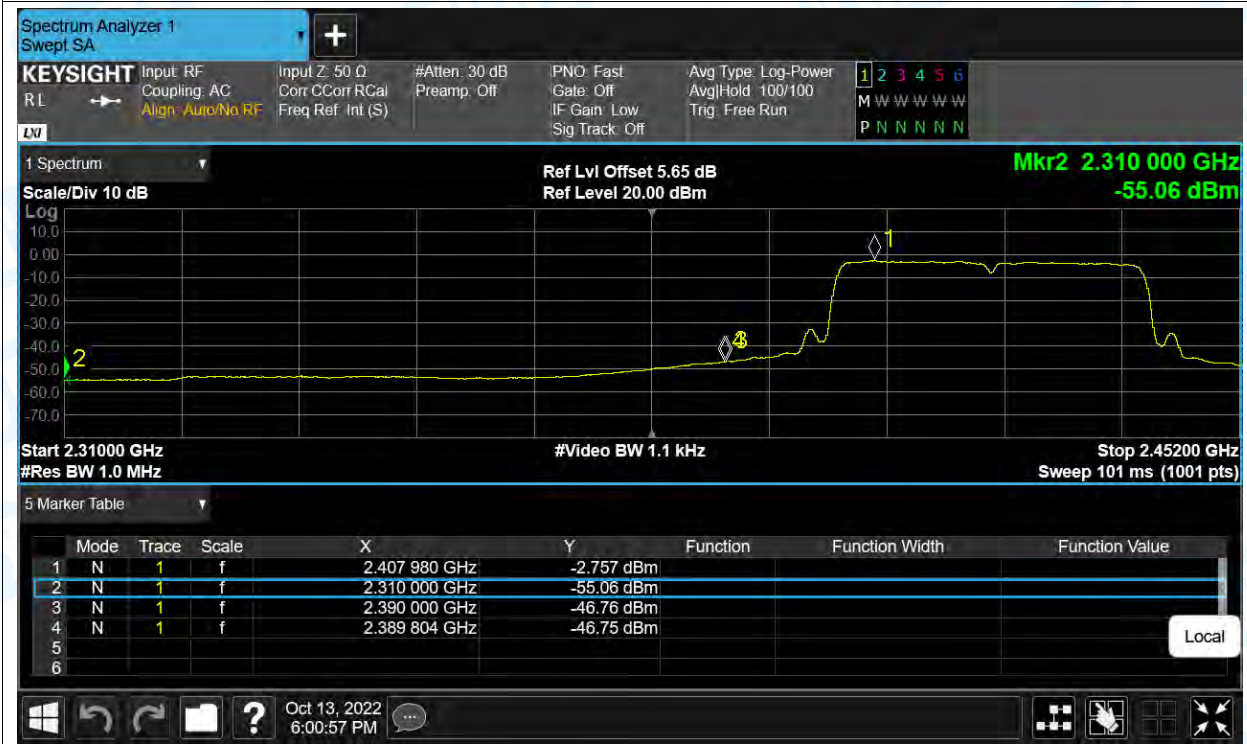 Spectrum Analyzer 1
Swept SA
+
KEYSIGHT Input: RF Input Z: 50 Ω #Atten: 30 dB PNO: Fast Avg Type: Log-Power 1 2 3 4 5 6
RL Coupling: AC Corr CCorr RCal Preamp: Off Gate: Off Avg|Hold: 100/100 M W W W W W W
Align: Auto/No RF Freq Ref: Int (S) IF Gain: Low Trig: Free Run
LXI Sig Track: Off P N N N N N N
1 Spectrum Ref Lvl Offset 5.65 dB Mkr2 2.310 000 GHz
Scale/Div 10 dB Ref Level 20.00 dBm -55.06 dBm
Log
10.0
0.00
-10.0
-20.0
-30.0
-40.0
-50.0
-60.0
-70.0
1
2
Start 2.31000 GHz #Video BW 1.1 kHz Stop 2.45200 GHz
#Res BW 1.0 MHz Sweep 101 ms (1001 pts)
5 Marker Table
Mode Trace Scale X Y Function Function Width Function Value
1 N 1 f 2.407 980 GHz -2.757 dBm
2 N 1 f 2.310 000 GHz -55.06 dBm
3 N 1 f 2.390 000 GHz -46.76 dBm
4 N 1 f 2.389 804 GHz -46.75 dBm
5
6
Local
? Oct 13, 2022
6:00:57 PM